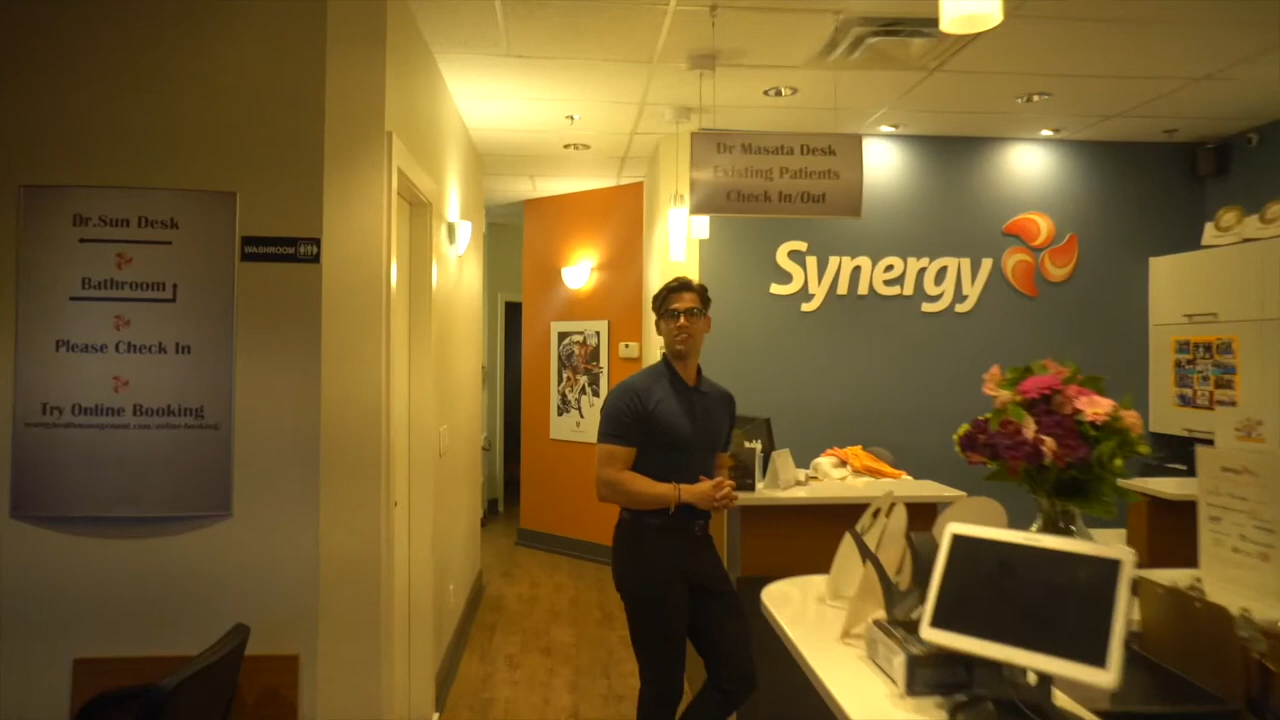 Dr.Sun Desk
Bathroom
Please Check In
Try Online Booking
WASHROOM
Dr Masata Desk
Existing Patients
Check In/Out
Synergy